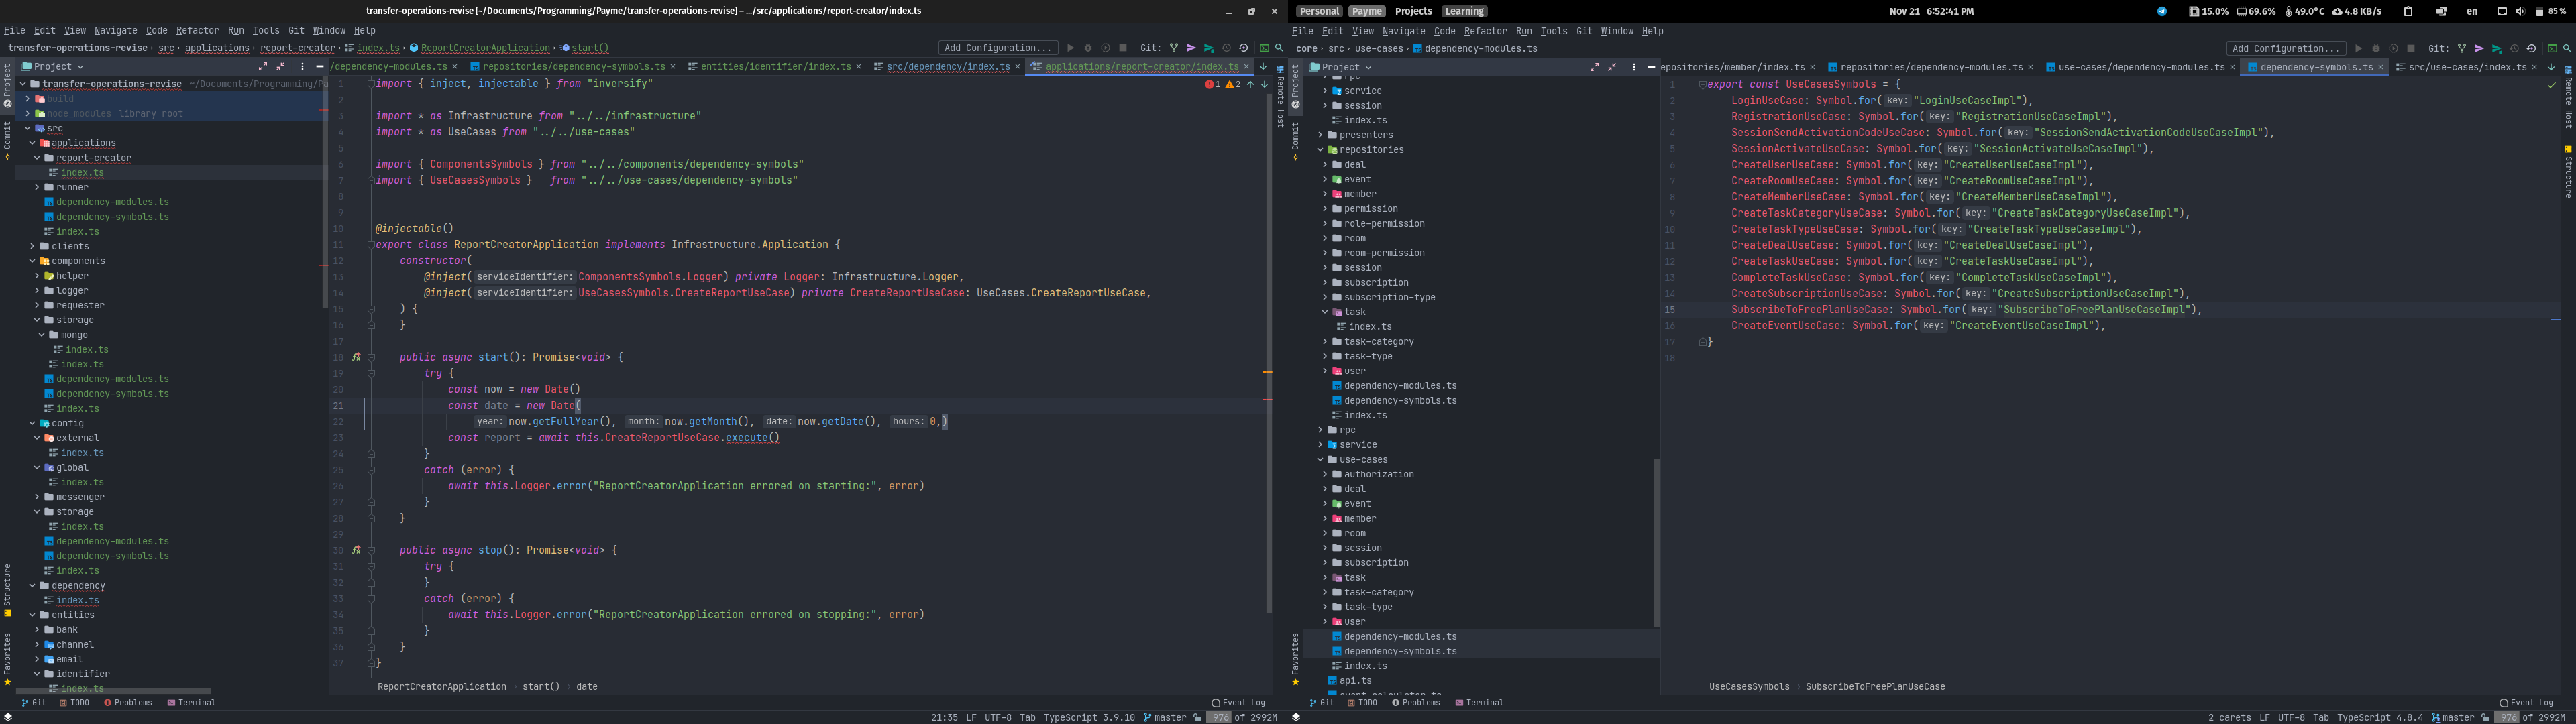 transfer-operations-revise [~/Documents/Programming/Payme/transfer-operations-revise] – .../src/applications/report-creator/index.ts
File Edit View Navigate Code Refactor Run Tools Git Window Help
transfer-operations-revise › src › applications › report-creator › index.ts › ReportCreatorApplication › start()
Add Configuration...
Git:
Project
/dependency-modules.ts
repositories/dependency-symbols.ts
entities/identifier/index.ts
src/dependency/index.ts
applications/report-creator/index.ts
Project
Commit
Structure
Favorites
transfer-operations-revise ~/Documents/Programming/Pa
build
node_modules library root
src
applications
report-creator
index.ts
runner
dependency-modules.ts
dependency-symbols.ts
index.ts
clients
components
helper
logger
requester
storage
mongo
index.ts
index.ts
dependency-modules.ts
dependency-symbols.ts
index.ts
config
external
index.ts
global
index.ts
messenger
storage
index.ts
dependency-modules.ts
dependency-symbols.ts
index.ts
dependency
index.ts
entities
bank
channel
email
identifier
index.ts
1 2
1 import { inject, injectable } from "inversify"
2
3 import * as Infrastructure from "../../infrastructure"
4 import * as UseCases from "../../use-cases"
5
6 import { ComponentsSymbols } from "../../components/dependency-symbols"
7 import { UseCasesSymbols } from "../../use-cases/dependency-symbols"
8
9
10 @injectable()
11 export class ReportCreatorApplication implements Infrastructure.Application {
12 constructor(
13 @inject( serviceIdentifier: ComponentsSymbols.Logger) private Logger: Infrastructure.Logger,
14 @inject( serviceIdentifier: UseCasesSymbols.CreateReportUseCase) private CreateReportUseCase: UseCases.CreateReportUseCase,
15 ) {
16 }
17
18 public async start(): Promise<void> {
19 try {
20 const now = new Date()
21 const date = new Date(
22 year: now.getFullYear(), month: now.getMonth(), date: now.getDate(), hours: 0,)
23 const report = await this.CreateReportUseCase.execute()
24 }
25 catch (error) {
26 await this.Logger.error("ReportCreatorApplication errored on starting:", error)
27 }
28 }
29
30 public async stop(): Promise<void> {
31 try {
32 }
33 catch (error) {
34 await this.Logger.error("ReportCreatorApplication errored on stopping:", error)
35 }
36 }
37 }
ReportCreatorApplication › start() › date
Remote Host
Git TODO Problems Terminal
Event Log
21:35 LF UTF-8 Tab TypeScript 3.9.10 master 976 of 2992M
Personal Payme Projects Learning
Nov 21 6:52:41 PM
15.0% 69.6% 49.0°C 4.8 KB/s en 85 %
File Edit View Navigate Code Refactor Run Tools Git Window Help
core › src › use-cases › dependency-modules.ts
Add Configuration...
Git:
Project
epositories/member/index.ts
repositories/dependency-modules.ts
use-cases/dependency-modules.ts
dependency-symbols.ts
src/use-cases/index.ts
Project
Commit
Favorites
rpc
service
session
index.ts
presenters
repositories
deal
event
member
permission
role-permission
room
room-permission
session
subscription
subscription-type
task
index.ts
task-category
task-type
user
dependency-modules.ts
dependency-symbols.ts
index.ts
rpc
service
use-cases
authorization
deal
event
member
room
session
subscription
task
task-category
task-type
user
dependency-modules.ts
dependency-symbols.ts
index.ts
api.ts
1 export const UseCasesSymbols = {
2 LoginUseCase: Symbol.for( key: "LoginUseCaseImpl"),
3 RegistrationUseCase: Symbol.for( key: "RegistrationUseCaseImpl"),
4 SessionSendActivationCodeUseCase: Symbol.for( key: "SessionSendActivationCodeUseCaseImpl"),
5 SessionActivateUseCase: Symbol.for( key: "SessionActivateUseCaseImpl"),
6 CreateUserUseCase: Symbol.for( key: "CreateUserUseCaseImpl"),
7 CreateRoomUseCase: Symbol.for( key: "CreateRoomUseCaseImpl"),
8 CreateMemberUseCase: Symbol.for( key: "CreateMemberUseCaseImpl"),
9 CreateTaskCategoryUseCase: Symbol.for( key: "CreateTaskCategoryUseCaseImpl"),
10 CreateTaskTypeUseCase: Symbol.for( key: "CreateTaskTypeUseCaseImpl"),
11 CreateDealUseCase: Symbol.for( key: "CreateDealUseCaseImpl"),
12 CreateTaskUseCase: Symbol.for( key: "CreateTaskUseCaseImpl"),
13 CompleteTaskUseCase: Symbol.for( key: "CompleteTaskUseCaseImpl"),
14 CreateSubscriptionUseCase: Symbol.for( key: "CreateSubscriptionUseCaseImpl"),
15 SubscribeToFreePlanUseCase: Symbol.for( key: "SubscribeToFreePlanUseCaseImpl"),
16 CreateEventUseCase: Symbol.for( key: "CreateEventUseCaseImpl"),
17 }
18
UseCasesSymbols › SubscribeToFreePlanUseCase
Remote Host
Structure
Git TODO Problems Terminal
Event Log
2 carets LF UTF-8 Tab TypeScript 4.8.4 master 976 of 2992M